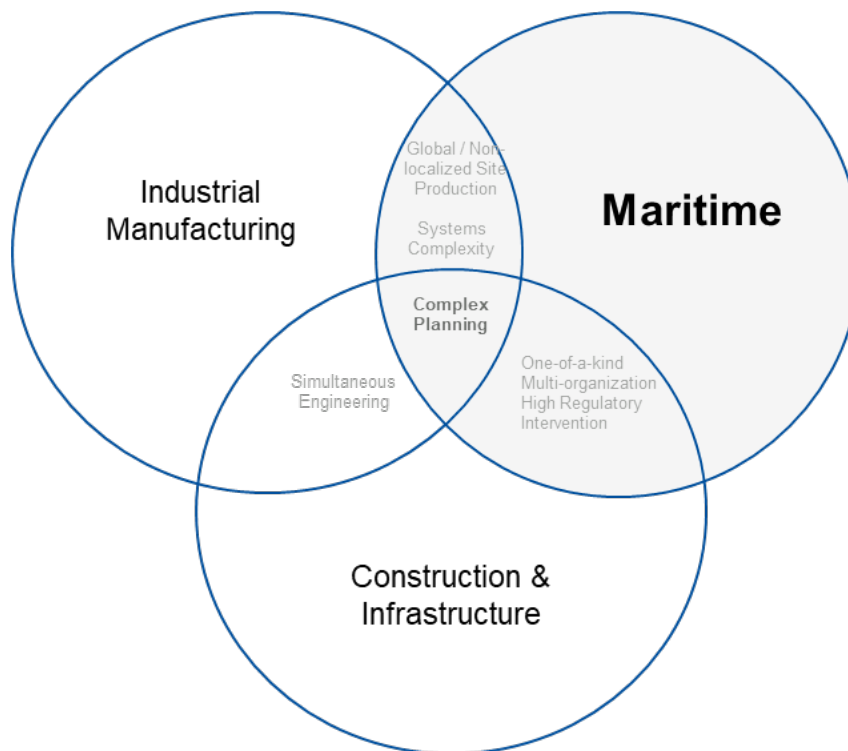 Global / Non-
localized Site
Production
Industrial
Manufacturing
Maritime
Systems
Complexity
Complex
Planning
Simultaneous
Engineering
One-of-a-kind
Multi-organization
High Regulatory
Intervention
Construction &
Infrastructure